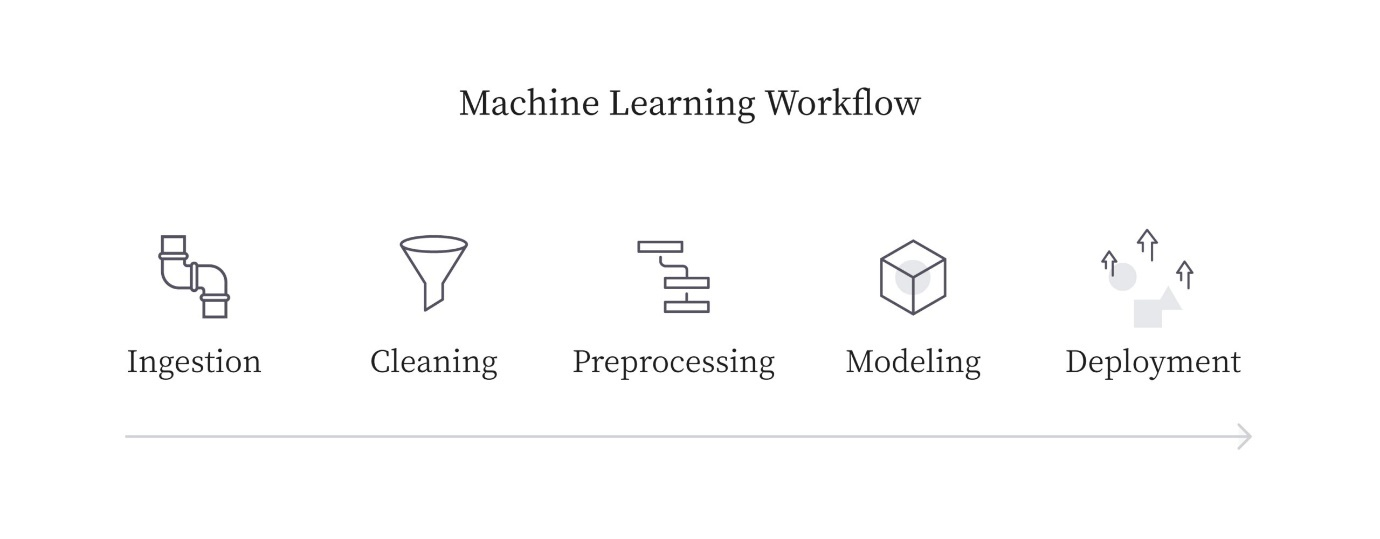 Machine Learning Workflow
Ingestion
Cleaning
Preprocessing
Modeling
Deployment